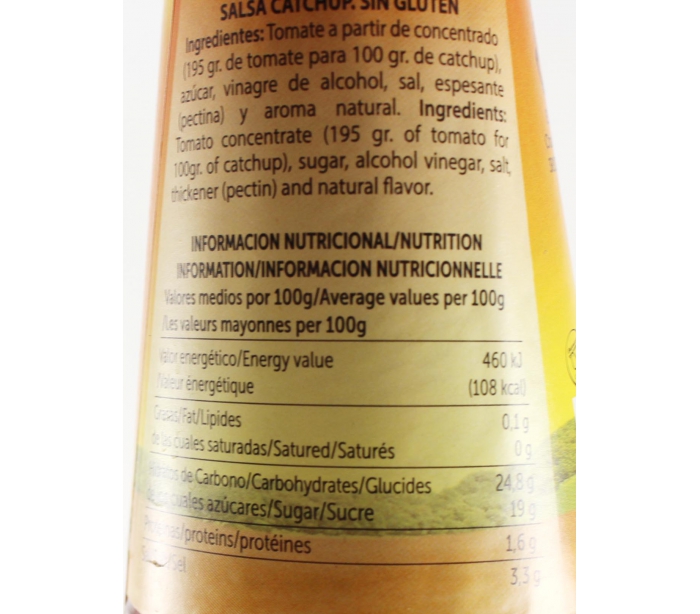 SALSA CATCHUP. SIN GLUTEN
Ingredientes: Tomate a partir de concentrado
(195 gr. de tomate para 100 gr. de catchup),
azúcar, vinagre de alcohol, sal, espesante
(pectina) y aroma natural. Ingredients:
Tomato concentrate (195 gr. of tomato for
100gr. of catchup), sugar, alcohol vinegar, salt,
thickener (pectin) and natural flavor.
INFORMACION NUTRICIONAL/NUTRITION
INFORMATION/INFORMACION NUTRICIONNELLE
Valores medios por 100g/Average values per 100g
/Les valeurs mayonnes per 100g
Valor energético/Energy value 460 kJ
/Valeur énergétique (108 kcal)
Grasas/Fat/Lipides 0,1 g
de las cuales saturadas/Satured/Saturés 0 g
Hidratos de Carbono/Carbohydrates/Glucides 24,8 g
de los cuales azúcares/Sugar/Sucre 19 g
Proteínas/proteins/protéines 1,6 g
/Sel 3,3 g